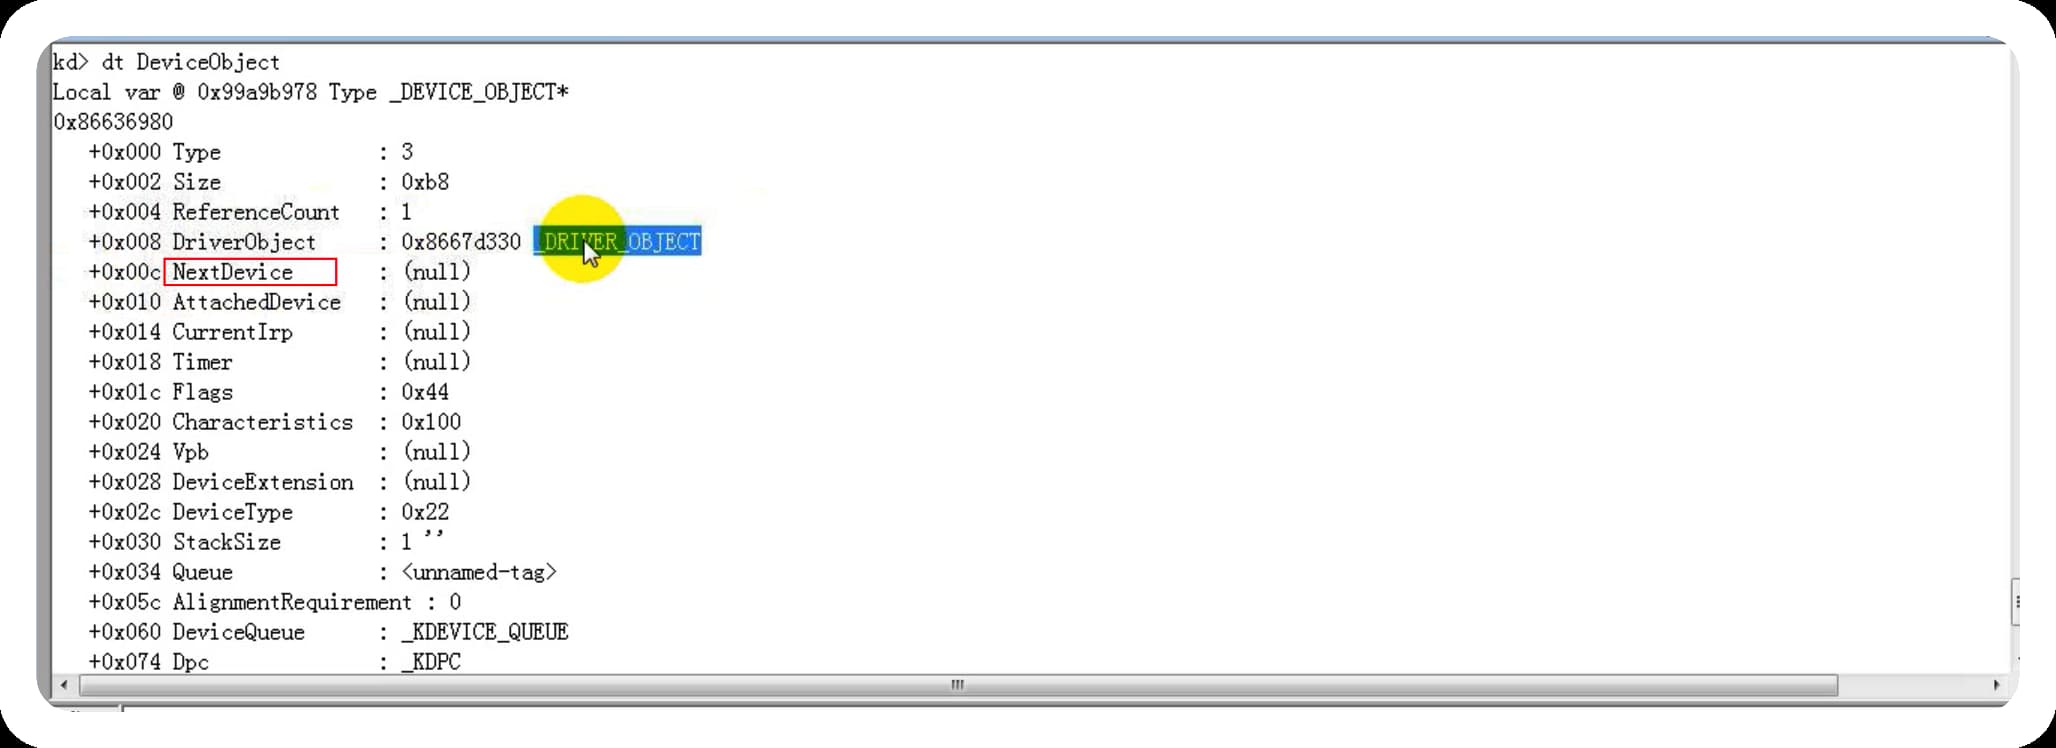 kd> dt DeviceObject
Local var @ 0x99a9b978 Type _DEVICE_OBJECT*
0x86636980
+0x000 Type : 3
+0x002 Size : 0xb8
+0x004 ReferenceCount : 1
+0x008 DriverObject : 0x8667d330 _DRIVER_OBJECT
+0x00c NextDevice : (null)
+0x010 AttachedDevice : (null)
+0x014 CurrentIrp : (null)
+0x018 Timer : (null)
+0x01c Flags : 0x44
+0x020 Characteristics : 0x100
+0x024 Vpb : (null)
+0x028 DeviceExtension : (null)
+0x02c DeviceType : 0x22
+0x030 StackSize : 1 ''
+0x034 Queue : <unnamed-tag>
+0x05c AlignmentRequirement : 0
+0x060 DeviceQueue : _KDEVICE_QUEUE
+0x074 Dpc : _KDPC